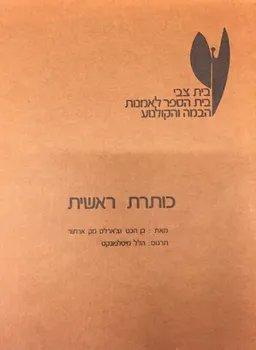 בית צבי
בית הספר לאמנות
הבמה והקולנוע
כותרת ראשית
מאת : בן הכט וצ'ארלס מק ארתור
תרגום : הלל מיטלפונקט